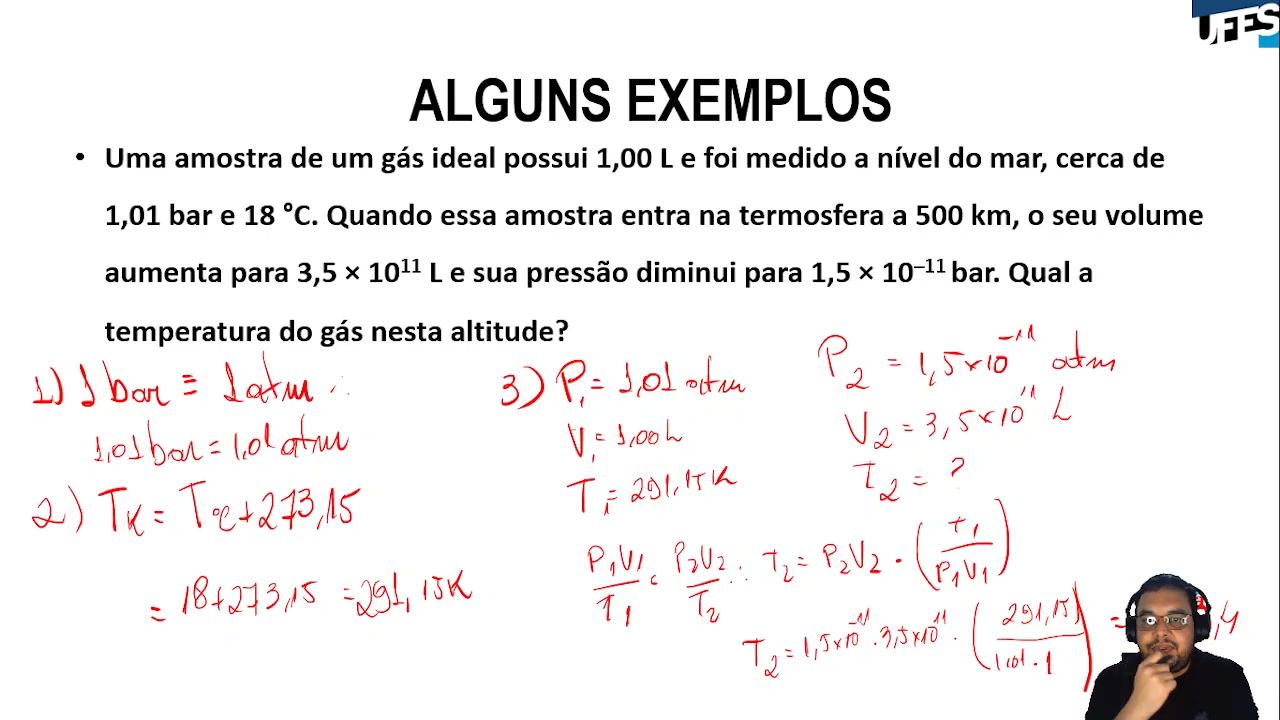 UFES
ALGUNS EXEMPLOS
• Uma amostra de um gás ideal possui 1,00 L e foi medido a nível do mar, cerca de
1,01 bar e 18 °C. Quando essa amostra entra na termosfera a 500 km, o seu volume
aumenta para 3,5 × 10¹¹ L e sua pressão diminui para 1,5 × 10⁻¹¹ bar. Qual a
temperatura do gás nesta altitude?
1) 1 bar ≡ 1 atm ∴
1,01 bar = 1,01 atm
2) TK = T°C + 273,15
= 18 + 273,15 = 291,15 K
3) P₁ = 1,01 atm
V₁ = 1,00 L
T₁ = 291,15 K
P₂ = 1,5×10⁻¹¹ atm
V₂ = 3,5×10¹¹ L
T₂ = ?
P₁V₁/T₁ = P₂V₂/T₂ ∴ T₂ = P₂V₂ · (T₁/P₁V₁)
T₂ = 1,5×10⁻¹¹ · 3,5×10¹¹ · (291,15/1,01 · 1) = ,4